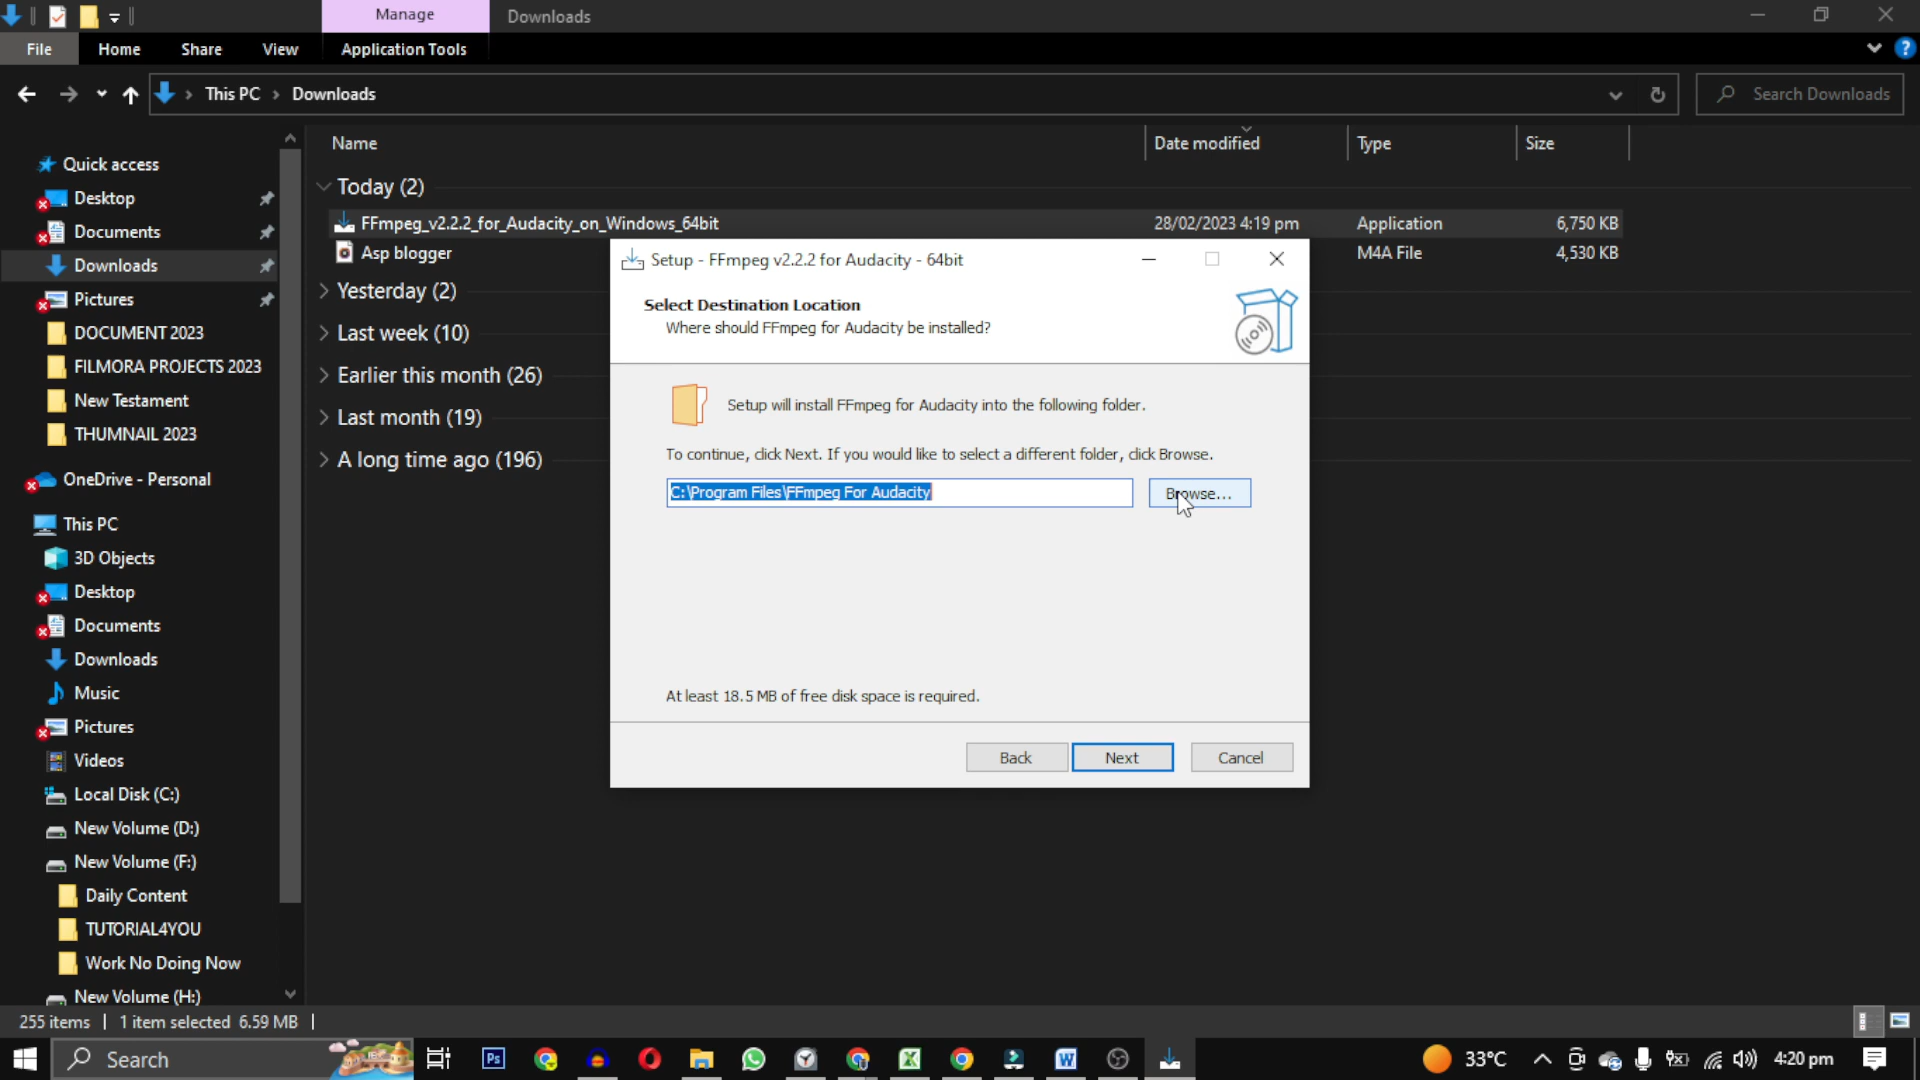 Manage
Downloads
File
Home
Share
View
Application Tools
This PC
Downloads
Search Downloads
Quick access
Desktop
Documents
Downloads
Pictures
DOCUMENT 2023
FILMORA PROJECTS 2023
New Testament
THUMNAIL 2023
OneDrive - Personal
This PC
3D Objects
Desktop
Documents
Downloads
Music
Pictures
Videos
Local Disk (C:)
New Volume (D:)
New Volume (F:)
Daily Content
TUTORIAL4YOU
Work No Doing Now
New Volume (H:)
Name
Date modified
Type
Size
Today (2)
FFmpeg_v2.2.2_for_Audacity_on_Windows_64bit
28/02/2023 4:19 pm
Application
6,750 KB
Asp blogger
M4A File
4,530 KB
Yesterday (2)
Last week (10)
Earlier this month (26)
Last month (19)
A long time ago (196)
Setup - FFmpeg v2.2.2 for Audacity - 64bit
Select Destination Location
Where should FFmpeg for Audacity be installed?
Setup will install FFmpeg for Audacity into the following folder.
To continue, click Next. If you would like to select a different folder, click Browse.
C:\Program Files\FFmpeg For Audacity
Browse...
At least 18.5 MB of free disk space is required.
Back
Next
Cancel
255 items
1 item selected 6.59 MB
Search
Ps
33°C
4:20 pm